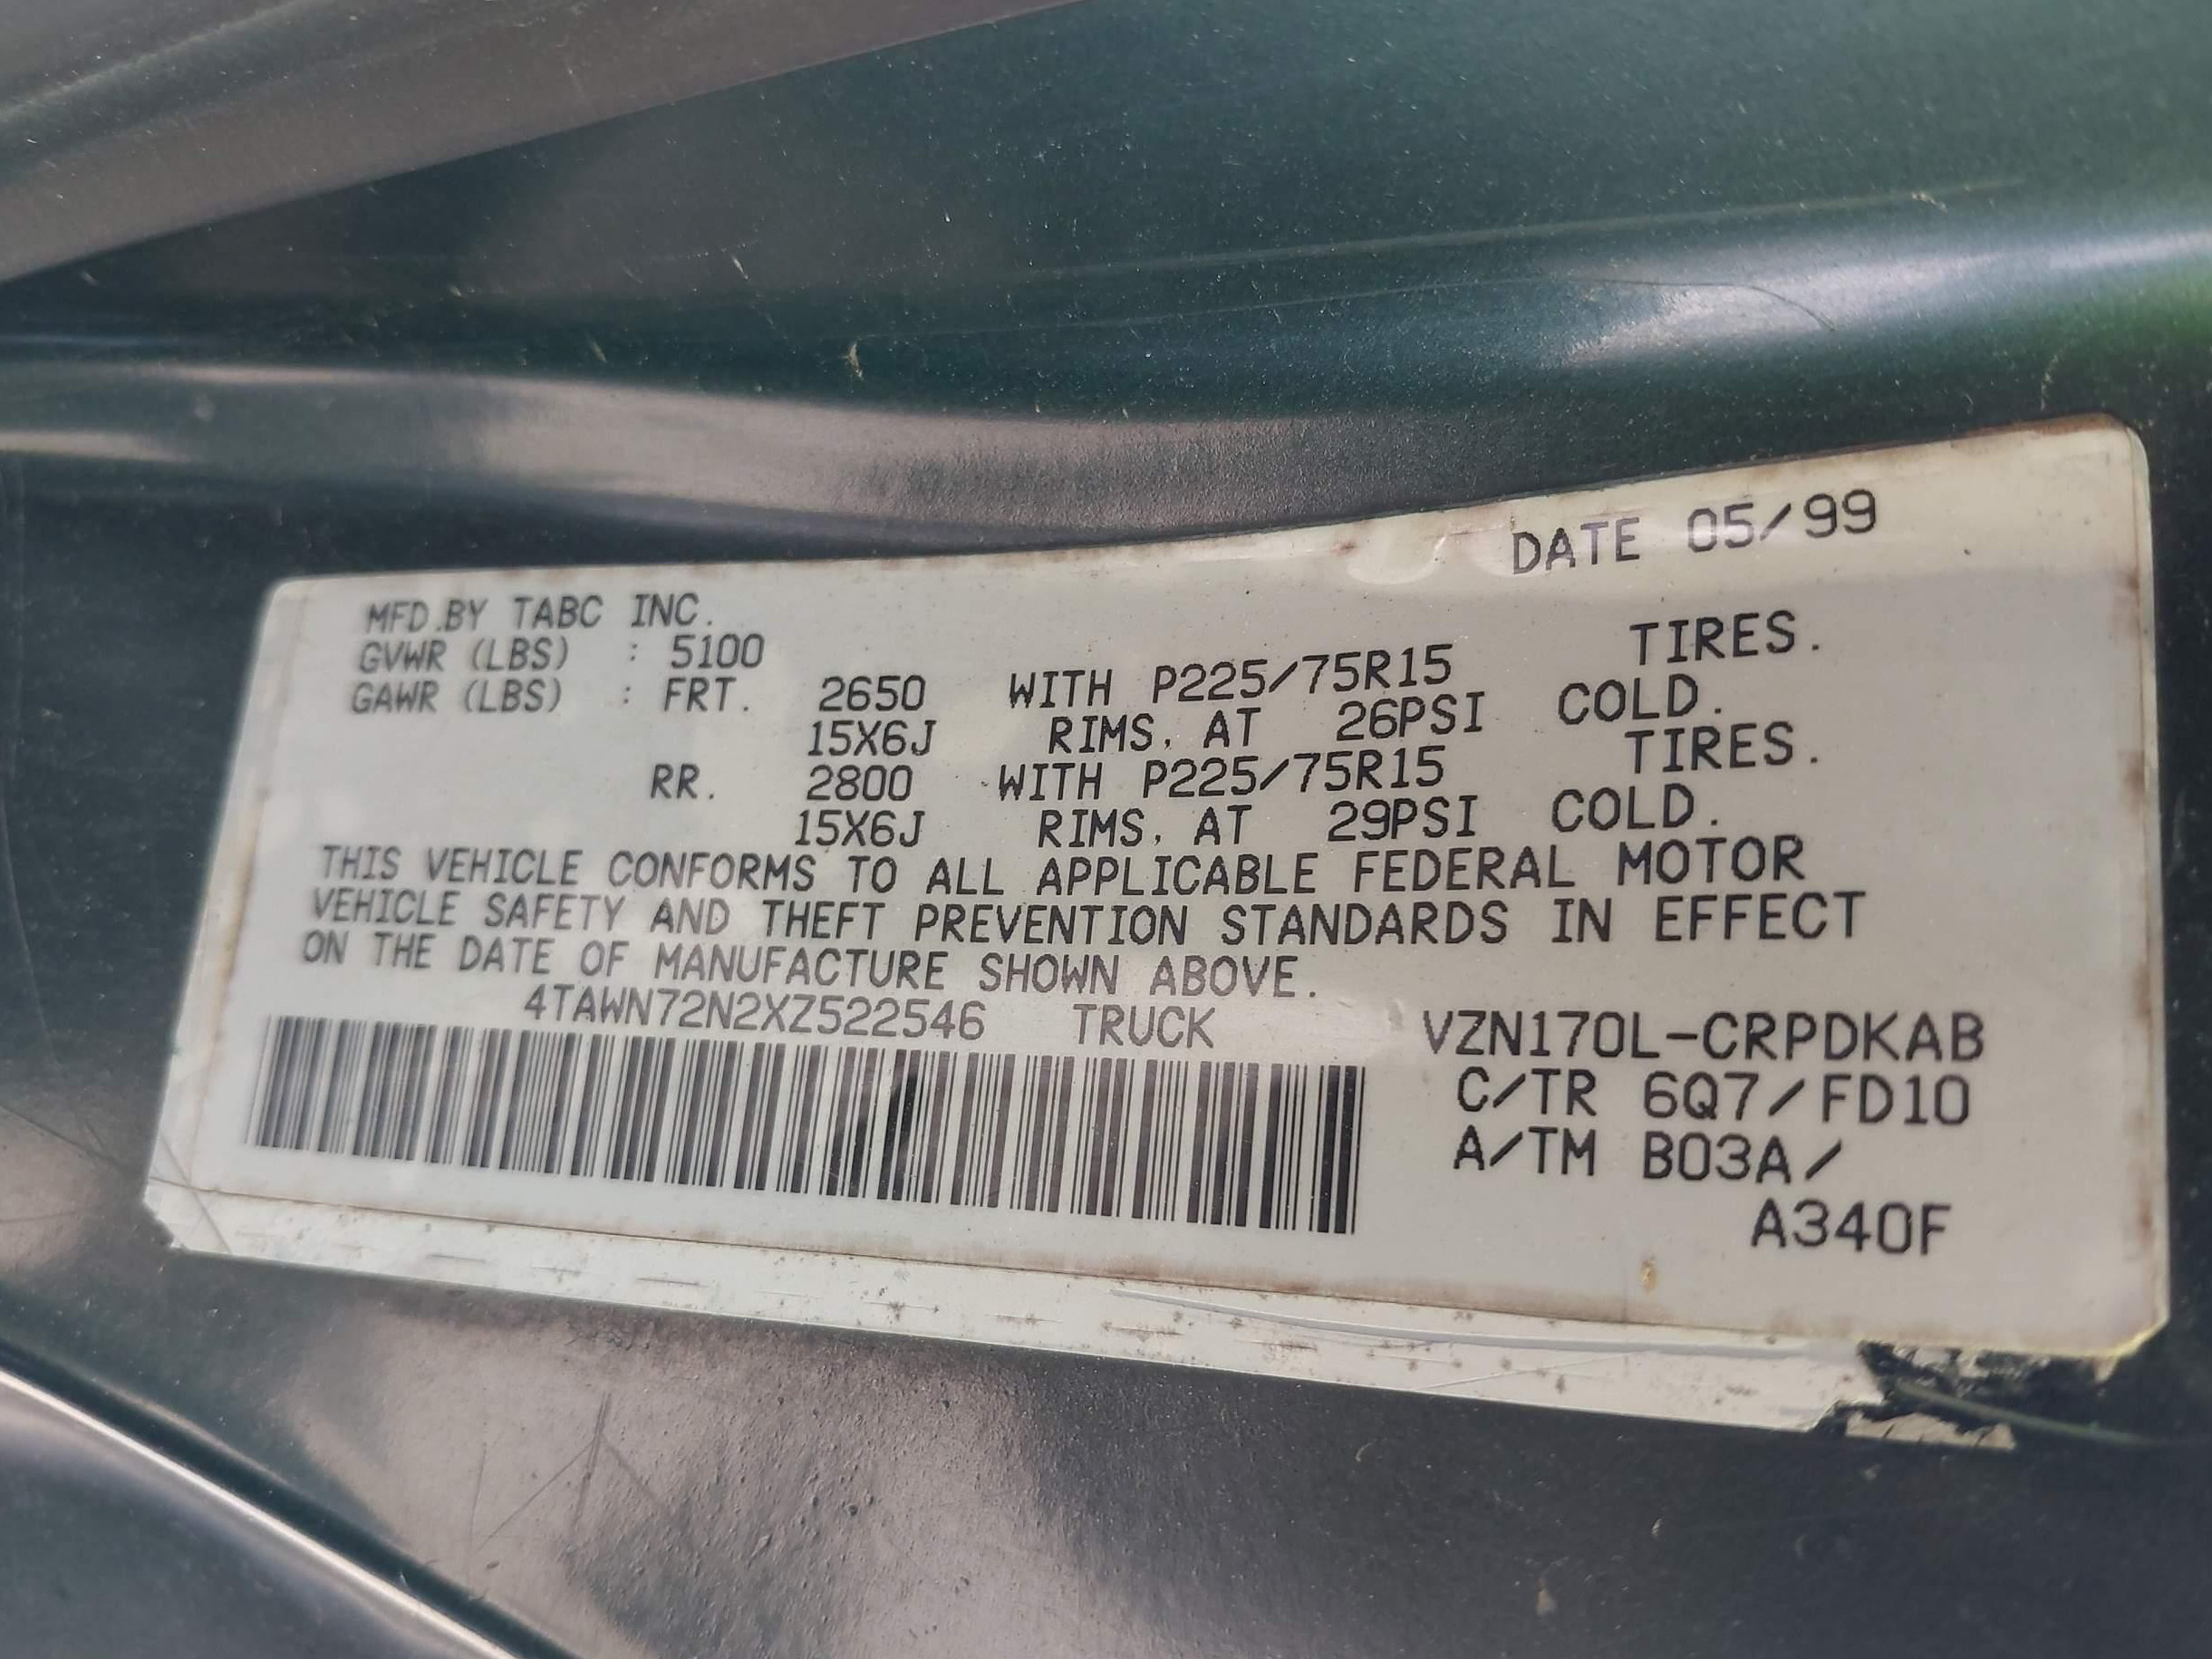 DATE 05/99
MFD.BY TABC INC.
GVWR (LBS) : 5100
GAWR (LBS) : FRT. 2650 WITH P225/75R15 TIRES.
15X6J RIMS, AT 26PSI COLD.
RR. 2800 WITH P225/75R15 TIRES.
15X6J RIMS, AT 29PSI COLD.
THIS VEHICLE CONFORMS TO ALL APPLICABLE FEDERAL MOTOR
VEHICLE SAFETY AND THEFT PREVENTION STANDARDS IN EFFECT
ON THE DATE OF MANUFACTURE SHOWN ABOVE.
4TAWN72N2XZ522546 TRUCK
VZN170L-CRPDKAB
C/TR 6Q7/FD10
A/TM B03A/
A340F